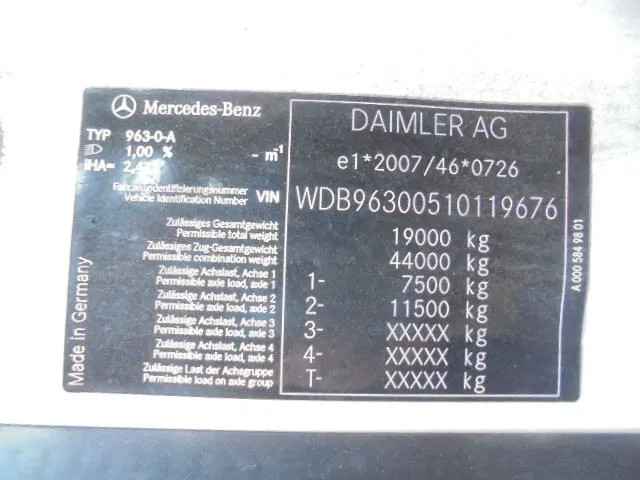 Mercedes-Benz
TYP 963-0-A
1,00 % - m-1
IHA=
Fahrzeugidentifizierungsnummer
Vehicle Identification Number VIN
Zulässiges Gesamtgewicht
Permissible total weight
Zulässiges Zug-Gesamtgewicht
Permissible combination weight
Zulässige Achslast, Achse 1
Permissible axle load, axle 1
Zulässige Achslast, Achse 2
Permissible axle load, axle 2
Zulässige Achslast, Achse 3
Permissible axle load, axle 3
Zulässige Achslast, Achse 4
Permissible axle load, axle 4
Zulässige Last der Achsgruppe
Permissible load on axle group
DAIMLER AG
e1*2007/46*0726
WDB96300510119676
19000 kg
44000 kg
1- 7500 kg
2- 11500 kg
3- XXXXX kg
4- XXXXX kg
T- XXXXX kg
Made in Germany
A 000 584 98 01